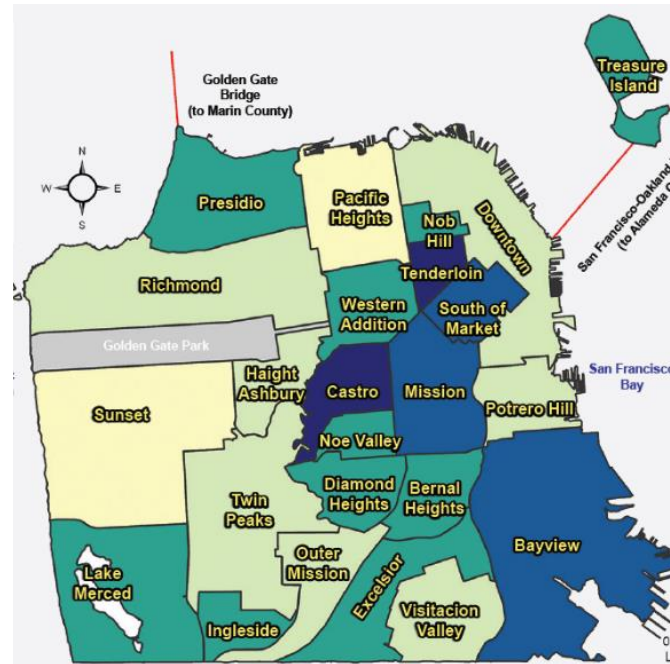 Golden Gate
Bridge
(to Marin County)
Treasure
Island
N
W
E
S
Presidio
Pacific
Heights
Nob
Hill
Downtown
San Francisco-Oakland
(to Alameda
Tenderloin
Richmond
Western
Addition
South of
Market
Golden Gate Park
San Francisco
Bay
Haight
Ashbury
Castro
Mission
Potrero Hill
Sunset
Noe Valley
Diamond
Heights
Bernal
Heights
Twin
Peaks
Bayview
Outer
Mission
Lake
Merced
Excelsior
Visitacion
Valley
Ingleside